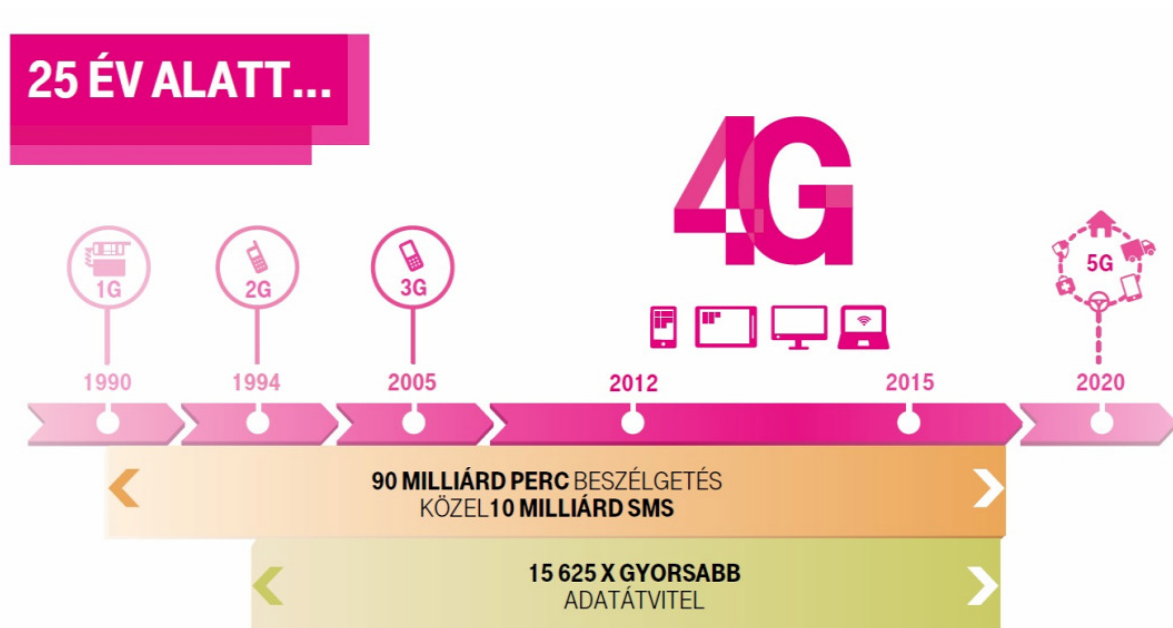 25 ÉV ALATT...
4G
1G
2G
3G
5G
1990
1994
2005
2012
2015
2020
90 MILLIÁRD PERC BESZÉLGETÉS
KÖZEL10 MILLIÁRD SMS
15 625 X GYORSABB
ADATÁTVITEL